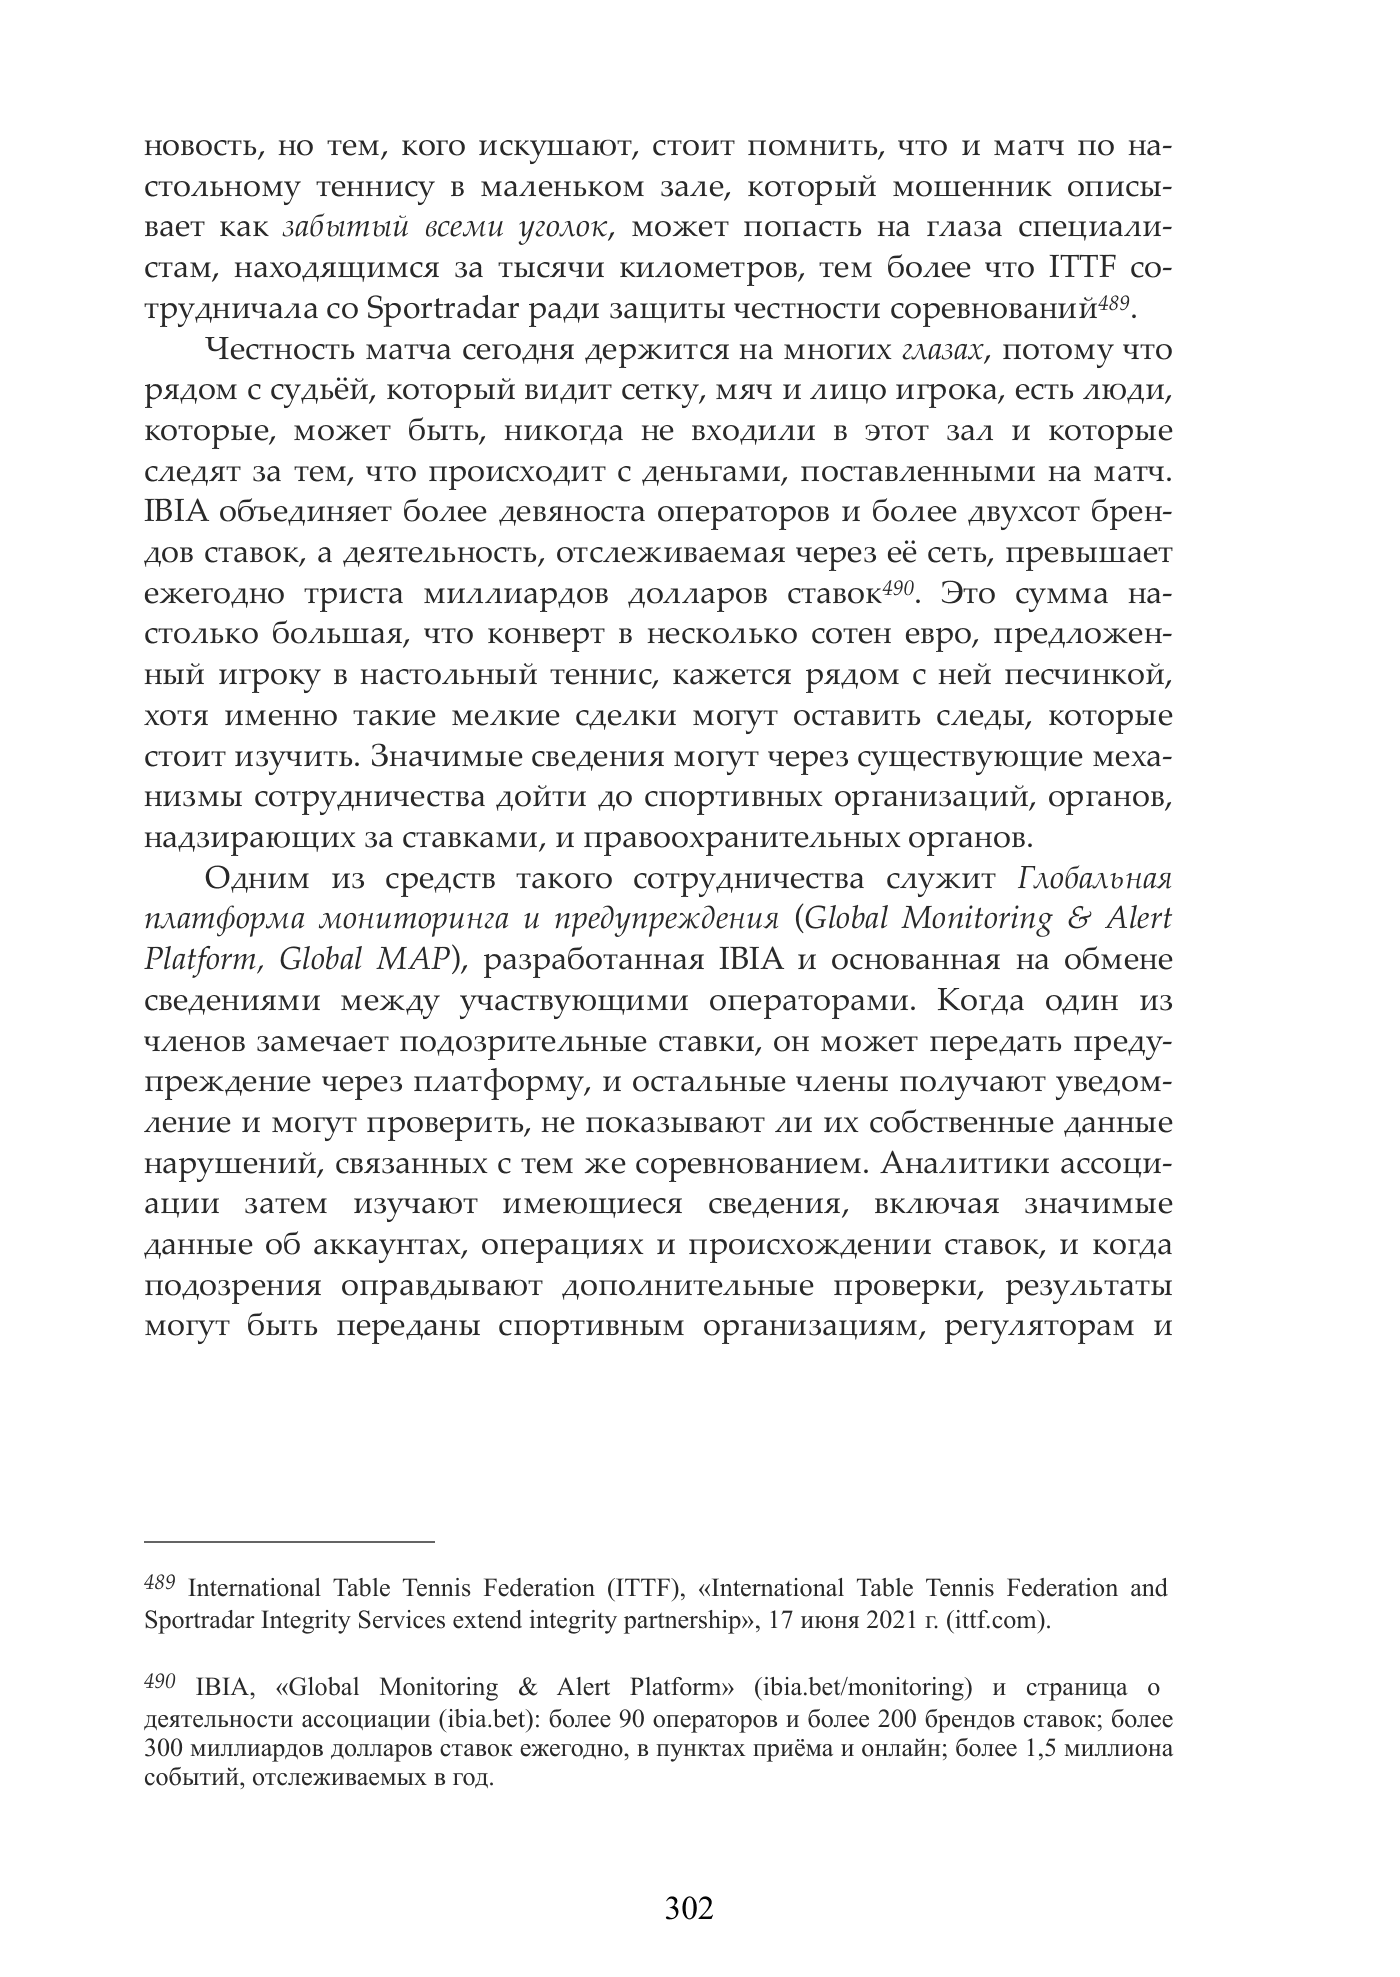 новость, но тем, кого искушают, стоит помнить, что и матч по на-
стольному теннису в маленьком зале, который мошенник описы-
вает как забытый всеми уголок, может попасть на глаза специали-
стам, находящимся за тысячи километров, тем более что ITTF со-
трудничала со Sportradar ради защиты честности соревнований489.
Честность матча сегодня держится на многих глазах, потому что
рядом с судьёй, который видит сетку, мяч и лицо игрока, есть люди,
которые, может быть, никогда не входили в этот зал и которые
следят за тем, что происходит с деньгами, поставленными на матч.
IBIA объединяет более девяноста операторов и более двухсот брен-
дов ставок, а деятельность, отслеживаемая через её сеть, превышает
ежегодно триста миллиардов долларов ставок490. Это сумма на-
столько большая, что конверт в несколько сотен евро, предложен-
ный игроку в настольный теннис, кажется рядом с ней песчинкой,
хотя именно такие мелкие сделки могут оставить следы, которые
стоит изучить. Значимые сведения могут через существующие меха-
низмы сотрудничества дойти до спортивных организаций, органов,
надзирающих за ставками, и правоохранительных органов.
Одним из средств такого сотрудничества служит Глобальная
платформа мониторинга и предупреждения (Global Monitoring & Alert
Platform, Global MAP), разработанная IBIA и основанная на обмене
сведениями между участвующими операторами. Когда один из
членов замечает подозрительные ставки, он может передать преду-
преждение через платформу, и остальные члены получают уведом-
ление и могут проверить, не показывают ли их собственные данные
нарушений, связанных с тем же соревнованием. Аналитики ассоци-
ации затем изучают имеющиеся сведения, включая значимые
данные об аккаунтах, операциях и происхождении ставок, и когда
подозрения оправдывают дополнительные проверки, результаты
могут быть переданы спортивным организациям, регуляторам и
489 International Table Tennis Federation (ITTF), «International Table Tennis Federation and
Sportradar Integrity Services extend integrity partnership», 17 июня 2021 г. (ittf.com).
490 IBIA, «Global Monitoring & Alert Platform» (ibia.bet/monitoring) и страница о
деятельности ассоциации (ibia.bet): более 90 операторов и более 200 брендов ставок; более
300 миллиардов долларов ставок ежегодно, в пунктах приёма и онлайн; более 1,5 миллиона
событий, отслеживаемых в год.
302